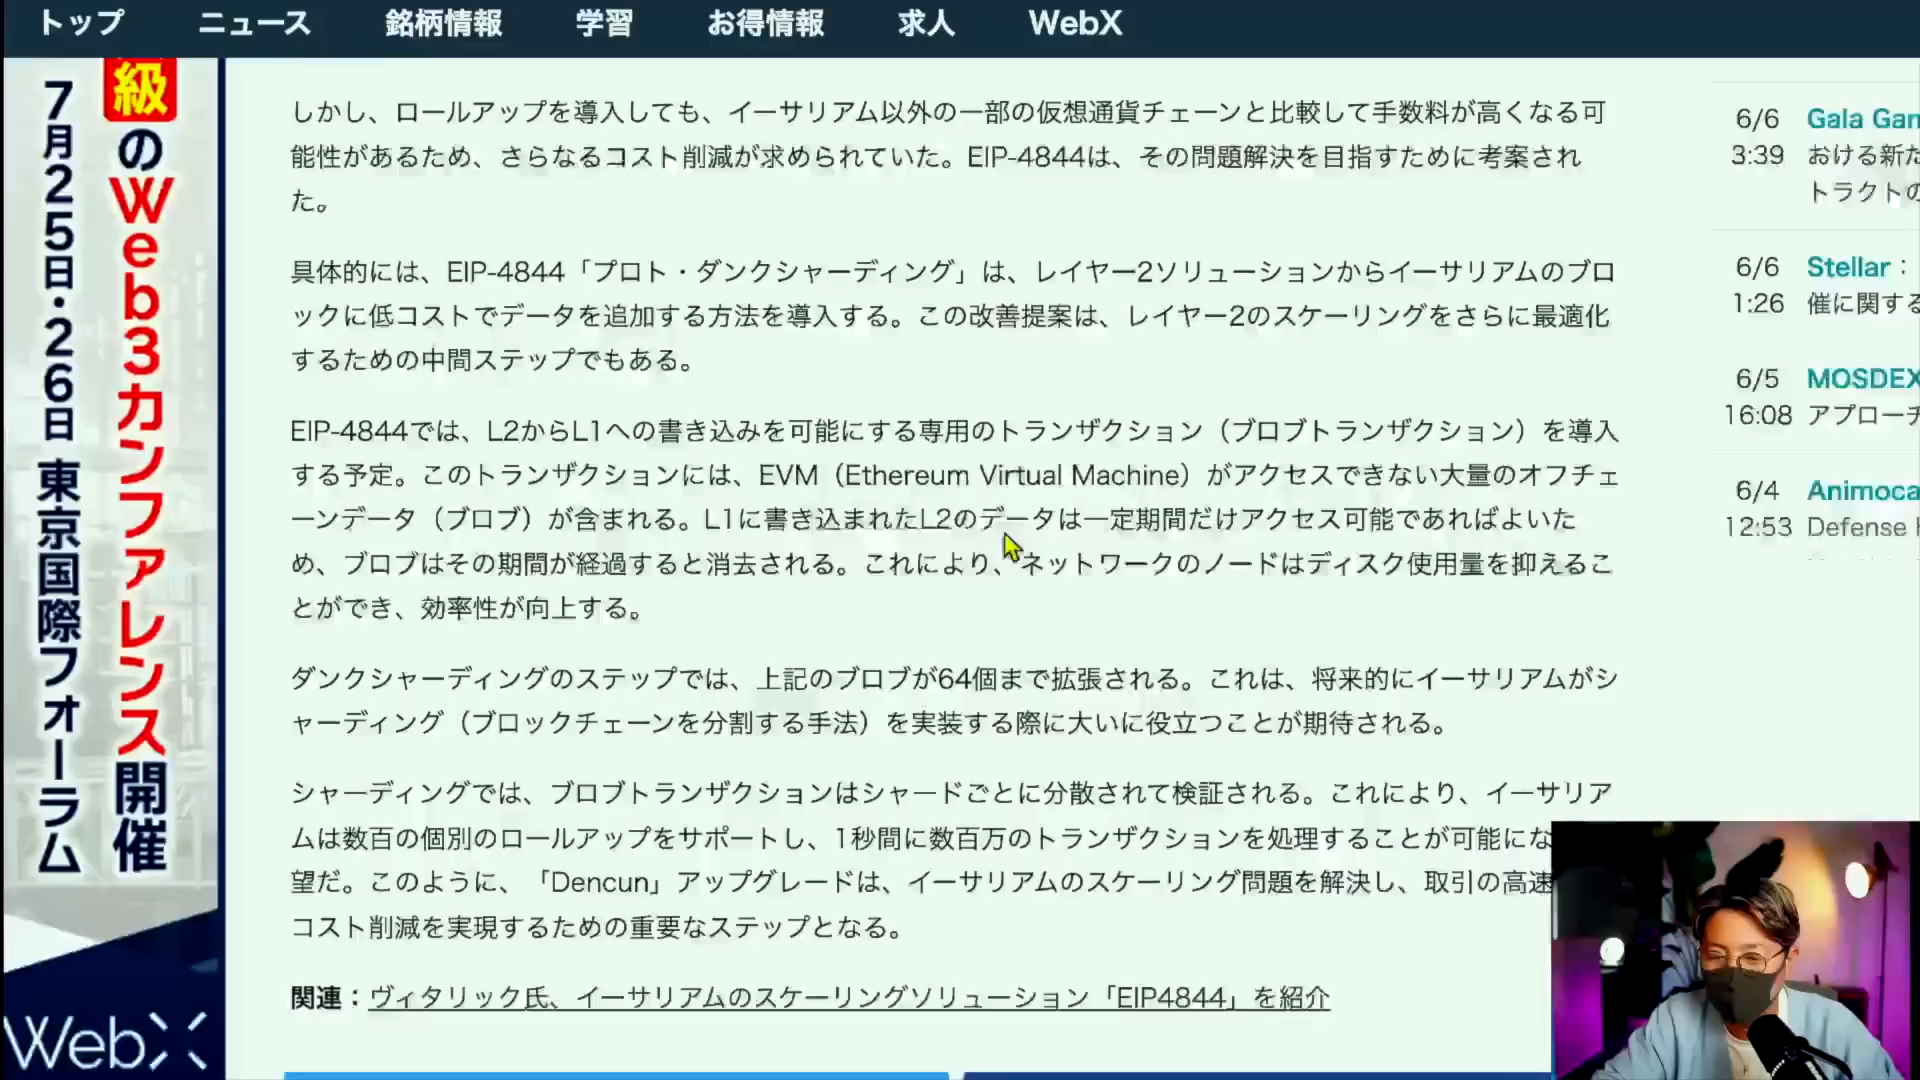 トップ
ニュース
銘柄情報
学習
お得情報
求人
WebX
級のWeb3カンファレンス開催
7月25日・26日 東京国際フォーラム
WebX
しかし、ロールアップを導入しても、イーサリアム以外の一部の仮想通貨チェーンと比較して手数料が高くなる可
能性があるため、さらなるコスト削減が求められていた。EIP-4844は、その問題解決を目指すために考案され
た。
具体的には、EIP-4844「プロト・ダンクシャーディング」は、レイヤー2ソリューションからイーサリアムのブロ
ックに低コストでデータを追加する方法を導入する。この改善提案は、レイヤー2のスケーリングをさらに最適化
するための中間ステップでもある。
EIP-4844では、L2からL1への書き込みを可能にする専用のトランザクション（ブロブトランザクション）を導入
する予定。このトランザクションには、EVM（Ethereum Virtual Machine）がアクセスできない大量のオフチェ
ーンデータ（ブロブ）が含まれる。L1に書き込まれたL2のデータは一定期間だけアクセス可能であればよいた
め、ブロブはその期間が経過すると消去される。これにより、ネットワークのノードはディスク使用量を抑えるこ
とができ、効率性が向上する。
ダンクシャーディングのステップでは、上記のブロブが64個まで拡張される。これは、将来的にイーサリアムがシ
ャーディング（ブロックチェーンを分割する手法）を実装する際に大いに役立つことが期待される。
シャーディングでは、ブロブトランザクションはシャードごとに分散されて検証される。これにより、イーサリア
ムは数百の個別のロールアップをサポートし、1秒間に数百万のトランザクションを処理することが可能にな
望だ。このように、「Dencun」アップグレードは、イーサリアムのスケーリング問題を解決し、取引の高速
コスト削減を実現するための重要なステップとなる。
関連：ヴィタリック氏、イーサリアムのスケーリングソリューション「EIP4844」を紹介
6/6 Gala Gan
3:39 おける新た
トラクトの
6/6 Stellar：
1:26 催に関する
6/5 MOSDEX
16:08 アプローチ
6/4 Animoca
12:53 Defense